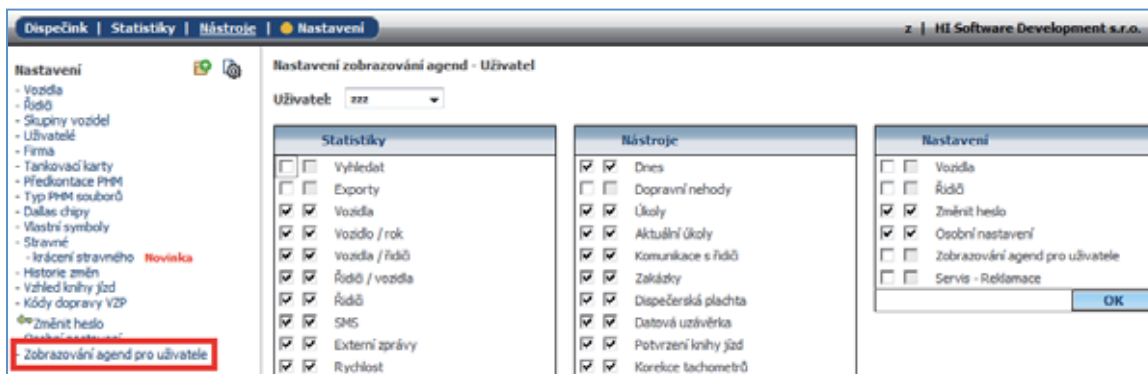 Dispečink | Statistiky | Nástroje | Nastavení
z | HI Software Development s.r.o.
Nastavení
- Vozidla
- Řidiči
- Skupiny vozidel
- Uživatelé
- Firma
- Tankovací karty
- Předkontace PHM
- Typ PHM souborů
- Dallas chipy
- Vlastní symboly
- Stravné
- krácení stravného Novinka
- Historie změn
- Vzhled knihy jízd
- Kódy dopravy VZP
Změnit heslo
- Osobní nastavení
- Zobrazování agend pro uživatele
Nastavení zobrazování agend - Uživatel
Uživatel: zzz
Statistiky
Vyhledat
Exporty
Vozidla
Vozidlo / rok
Vozidla / řidiči
Řidiči / vozidla
Řidiči
SMS
Externí zprávy
Rychlost
Nástroje
Dnes
Dopravní nehody
Úkoly
Aktuální úkoly
Komunikace s řidiči
Zakázky
Dispečerská plachta
Datová uzávěrka
Potvrzení knihy jízd
Korekce tachometrů
Nastavení
Vozidla
Řidiči
Změnit heslo
Osobní nastavení
Zobrazování agend pro uživatele
Servis - Reklamace
OK